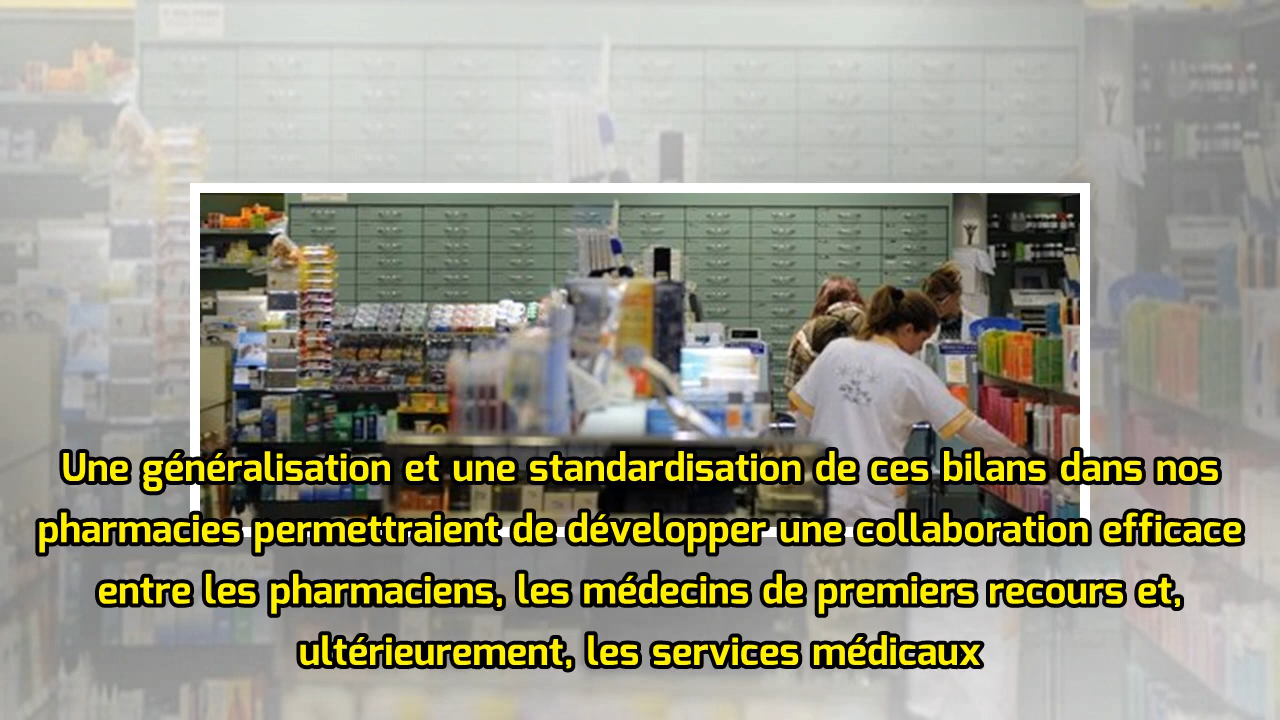 Une généralisation et une standardisation de ces bilans dans nos
pharmacies permettraient de développer une collaboration efficace
entre les pharmaciens, les médecins de premiers recours et,
ultérieurement, les services médicaux